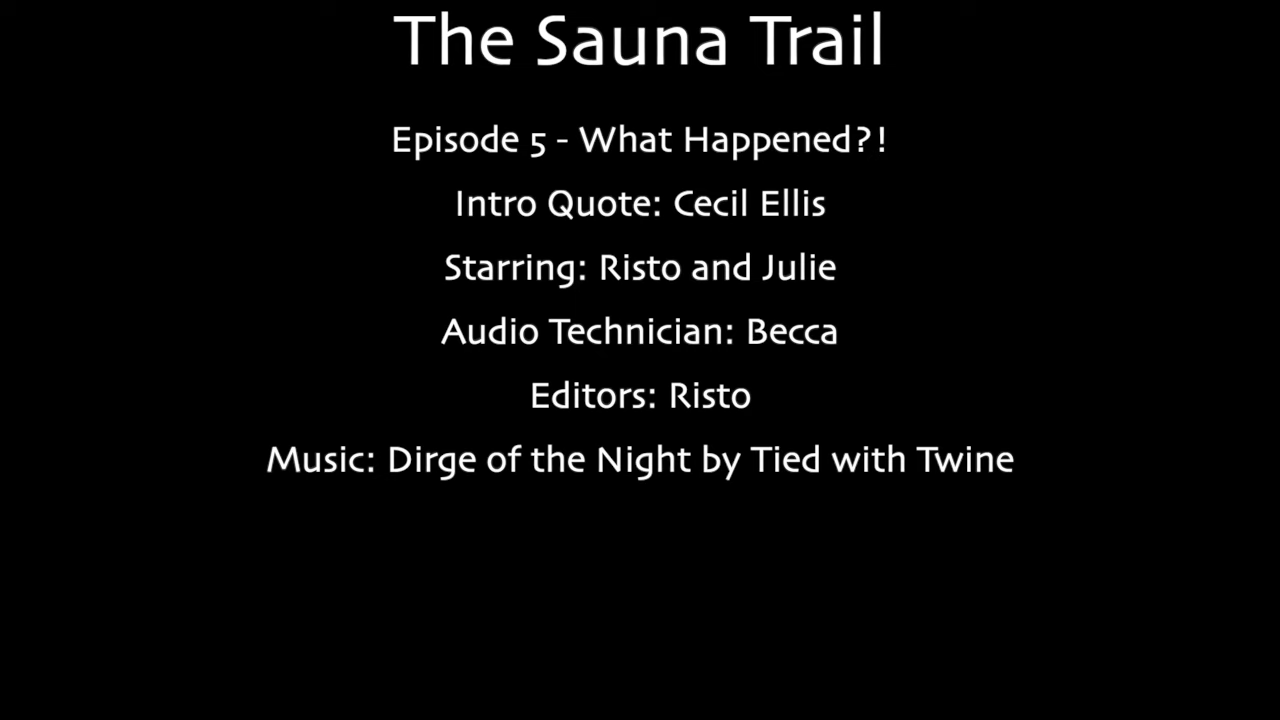 The Sauna Trail
Episode 5 - What Happened?!
Intro Quote: Cecil Ellis
Starring: Risto and Julie
Audio Technician: Becca
Editors: Risto
Music: Dirge of the Night by Tied with Twine